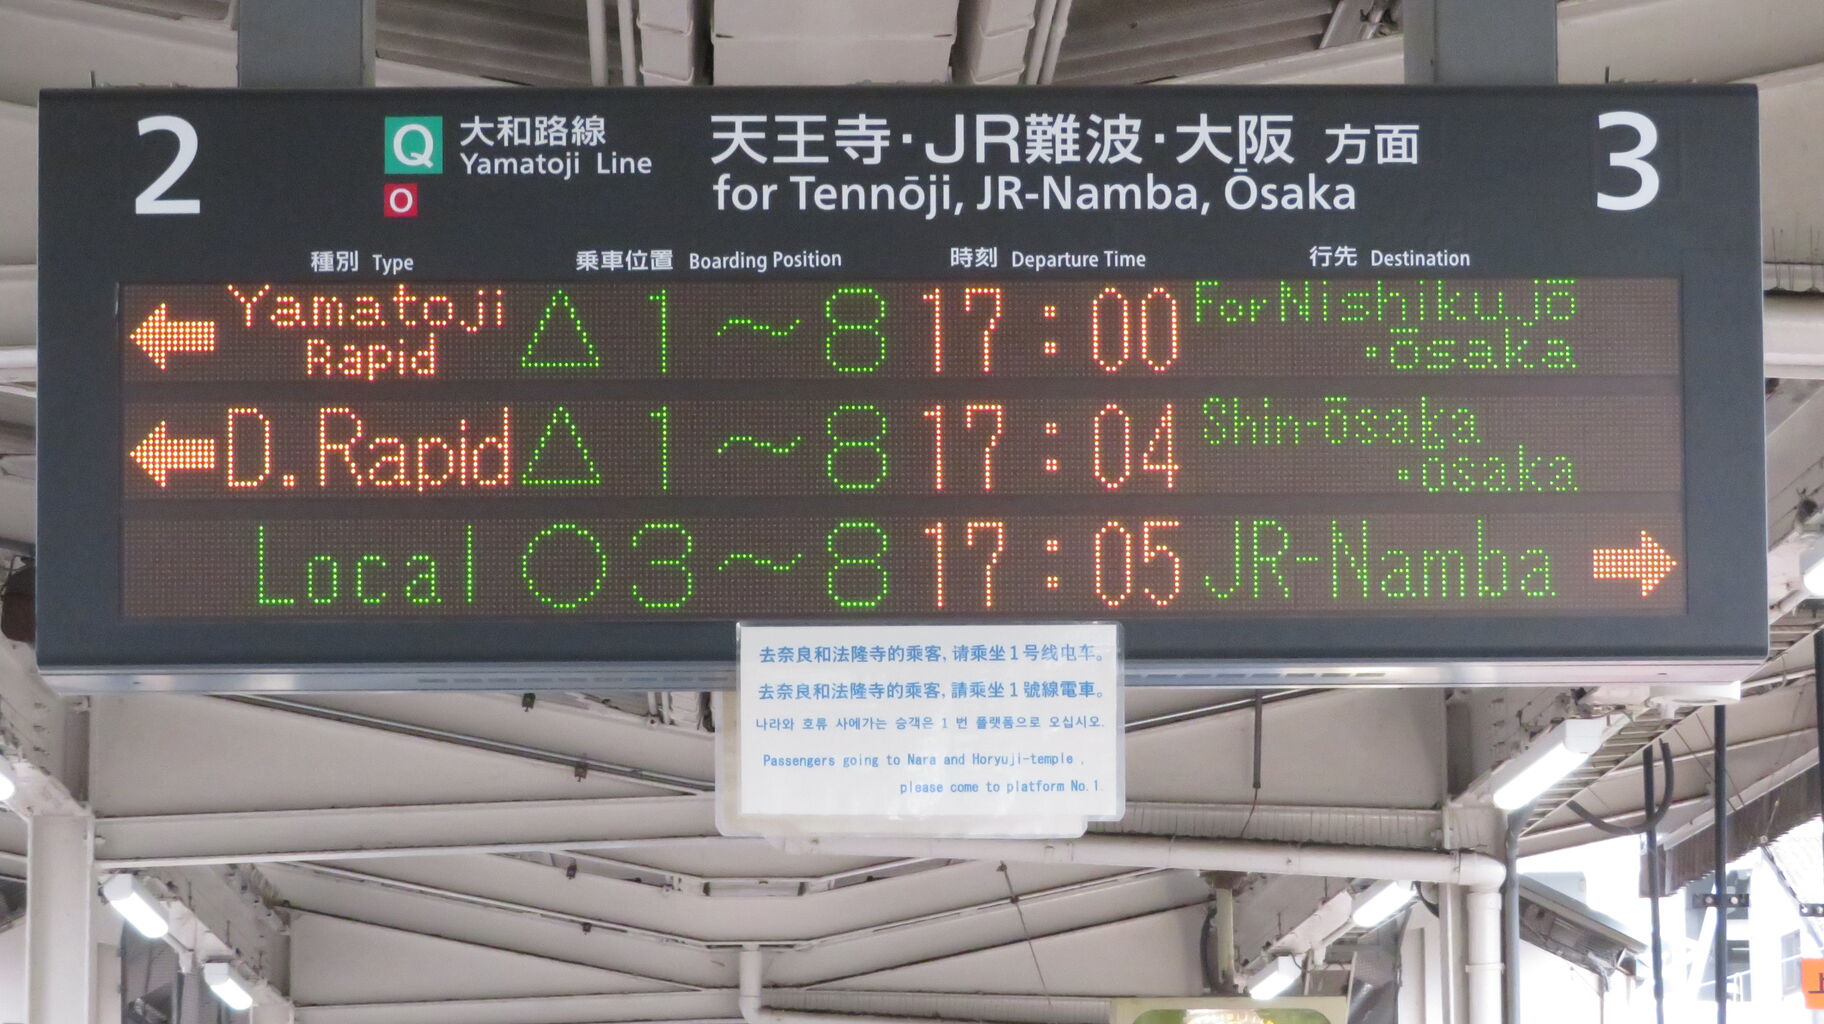 2 Q 大和路線 天王寺・JR難波・大阪 方面 3
O Yamatoji Line for Tennōji, JR-Namba, Ōsaka
種別 Type 乗車位置 Boarding Position 時刻 Departure Time 行先 Destination
← Yamatoji Rapid △ 1～8 17:00 For Nishikujō・ōsaka
← D.Rapid △ 1～8 17:04 Shin-ōsaka・ōsaka
Local ○ 3～8 17:05 JR-Namba →
去奈良和法隆寺的乘客,请乘坐1号线电车。
去奈良和法隆寺的乘客,請乘坐1號線電車。
나라와 호류 사에가는 승객은 1 번 플랫폼으로 오십시오.
Passengers going to Nara and Horyuji-temple ,
please come to platform No.1.
上